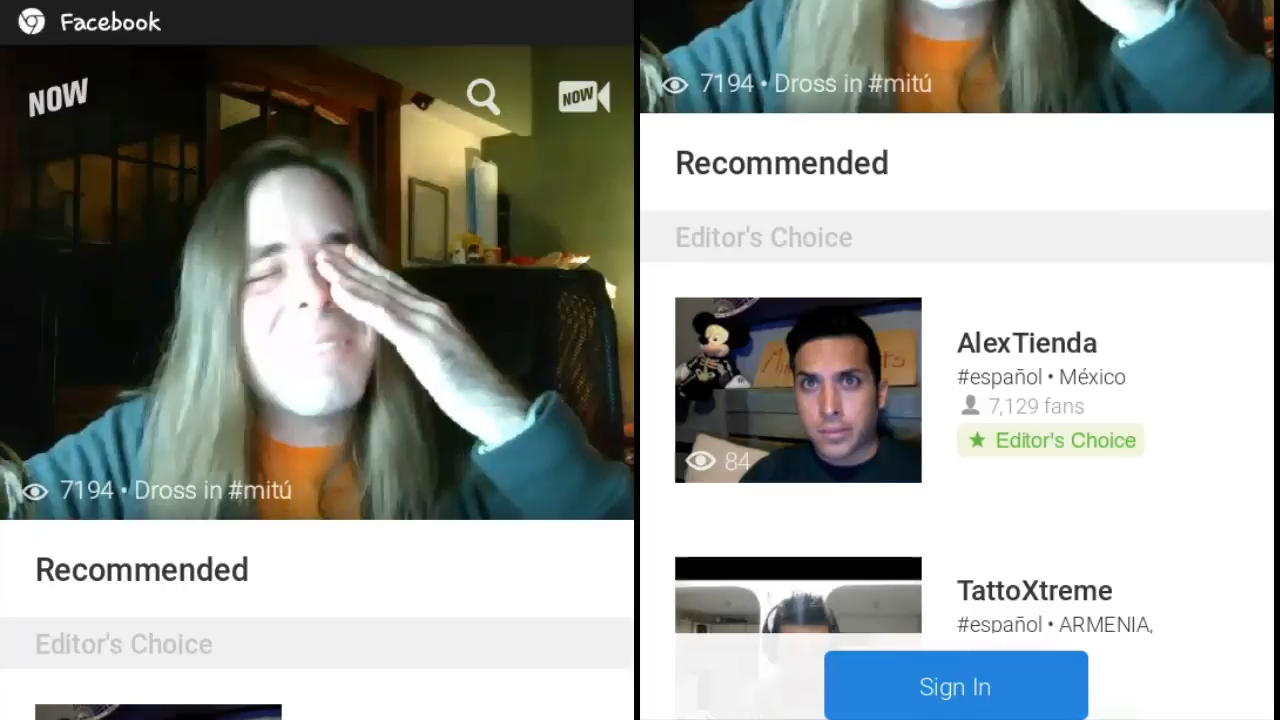 Facebook
NOW
NOW
7194 • Dross in #mitú
Recommended
Editor's Choice
7194 • Dross in #mitú
Recommended
Editor's Choice
84
AlexTienda
#español • México
7,129 fans
Editor's Choice
TattoXtreme
#español • ARMENIA,
Sign In